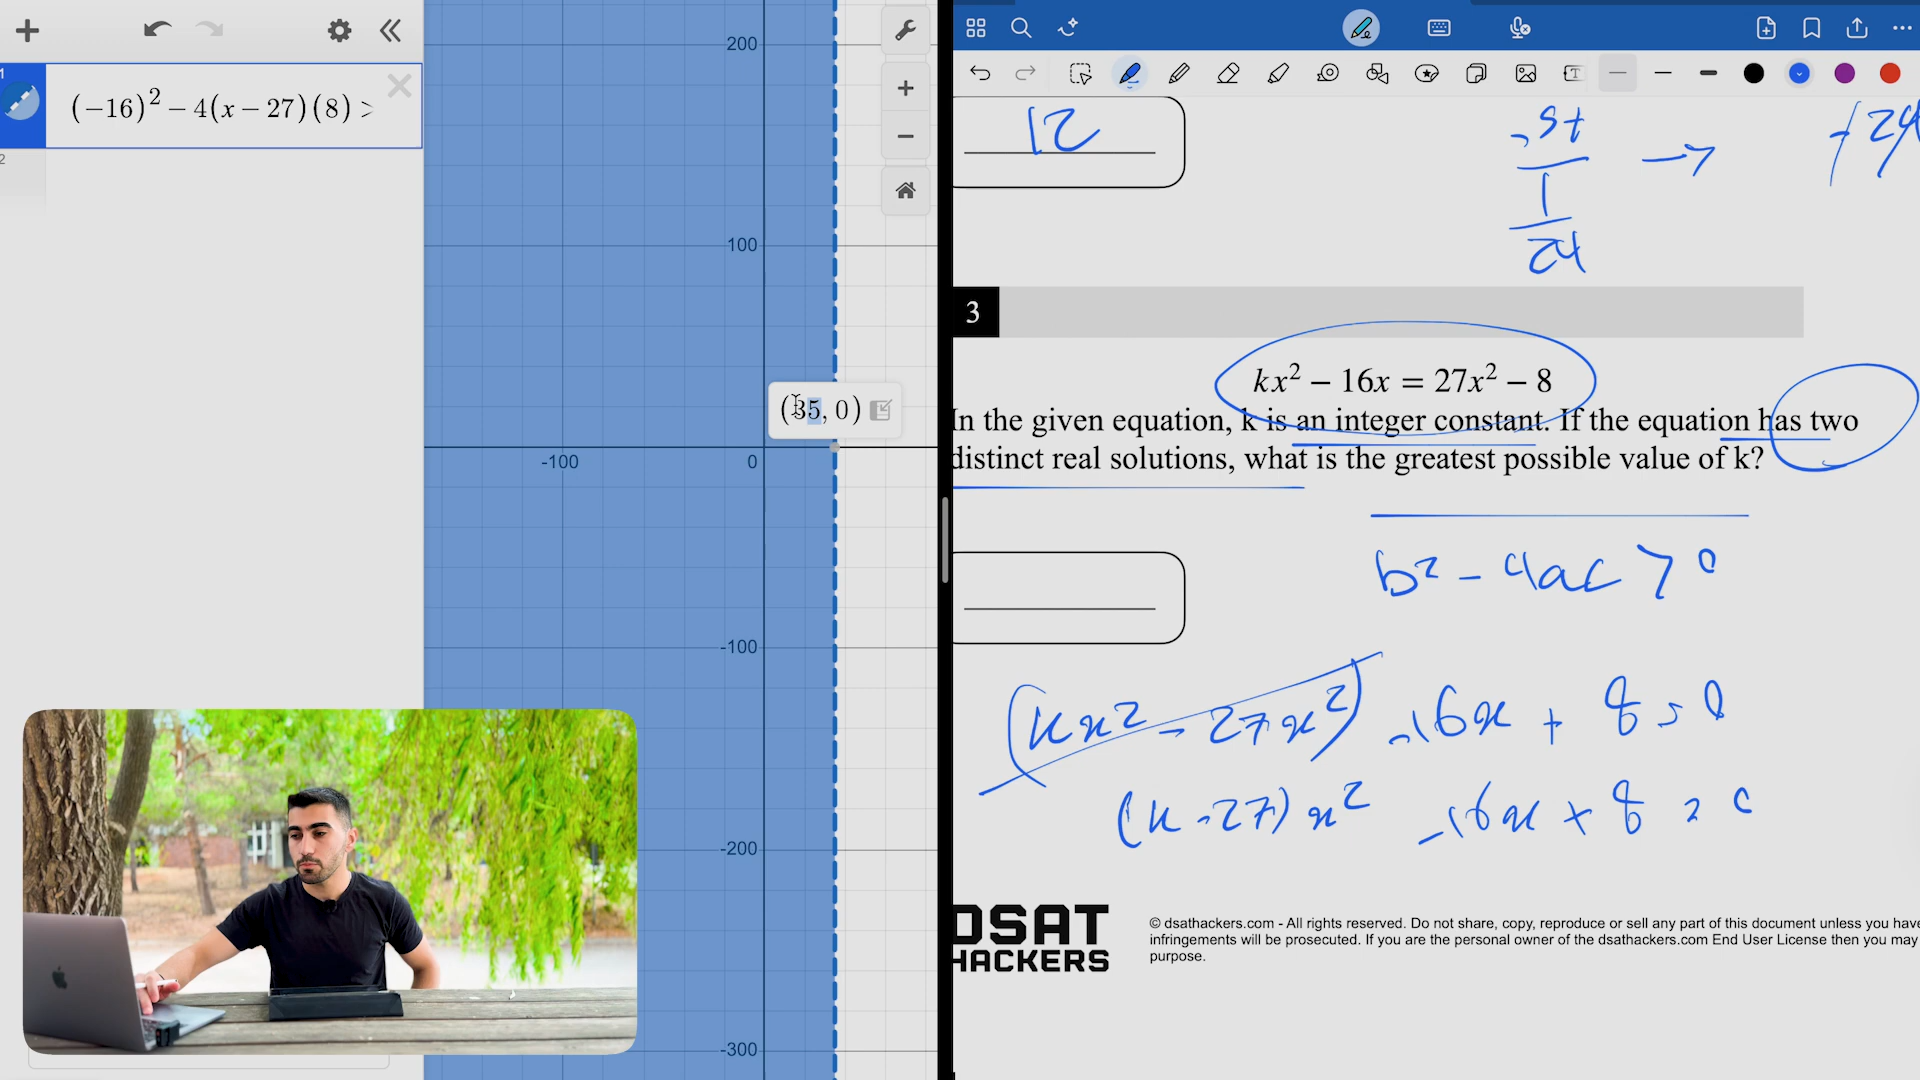 1
(−16)² − 4(x − 27)(8) >
2
200
100
(35, 0)
-100
0
-100
-200
-300
12
1
24
3
kx² − 16x = 27x² − 8
In the given equation, k is an integer constant. If the equation has two
distinct real solutions, what is the greatest possible value of k?
b² − 4ac > 0
(kx² − 27x²) −16x + 8 = 0
(k − 27)x² −16x + 8 = 0
DSAT
HACKERS
© dsathackers.com - All rights reserved. Do not share, copy, reproduce or sell any part of this document unless you have
infringements will be prosecuted. If you are the personal owner of the dsathackers.com End User License then you may
purpose.